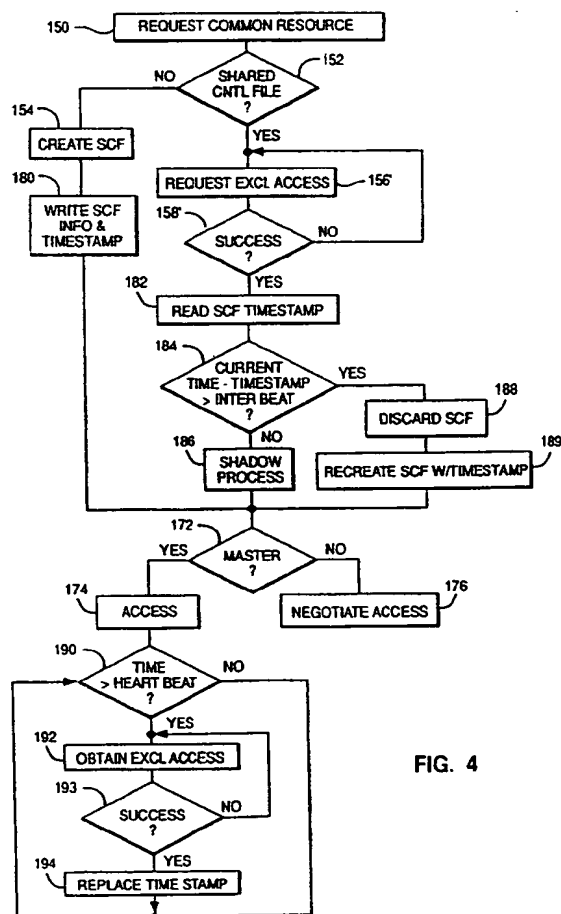 150
REQUEST COMMON RESOURCE
152
NO
SHARED
CNTL FILE
?
154
CREATE SCF
YES
180
REQUEST EXCL ACCESS
156'
WRITE SCF
INFO &
TIMESTAMP
158'
SUCCESS
?
NO
YES
182
READ SCF TIMESTAMP
184
CURRENT
TIME - TIMESTAMP
> INTER BEAT
?
YES
DISCARD SCF
188
NO
186
SHADOW
PROCESS
189
RECREATE SCF W/TIMESTAMP
172
YES
MASTER
?
NO
174
ACCESS
NEGOTIATE ACCESS
176
190
TIME
> HEART BEAT
?
NO
YES
192
OBTAIN EXCL ACCESS
193
SUCCESS
?
NO
YES
194
REPLACE TIME STAMP
FIG. 4